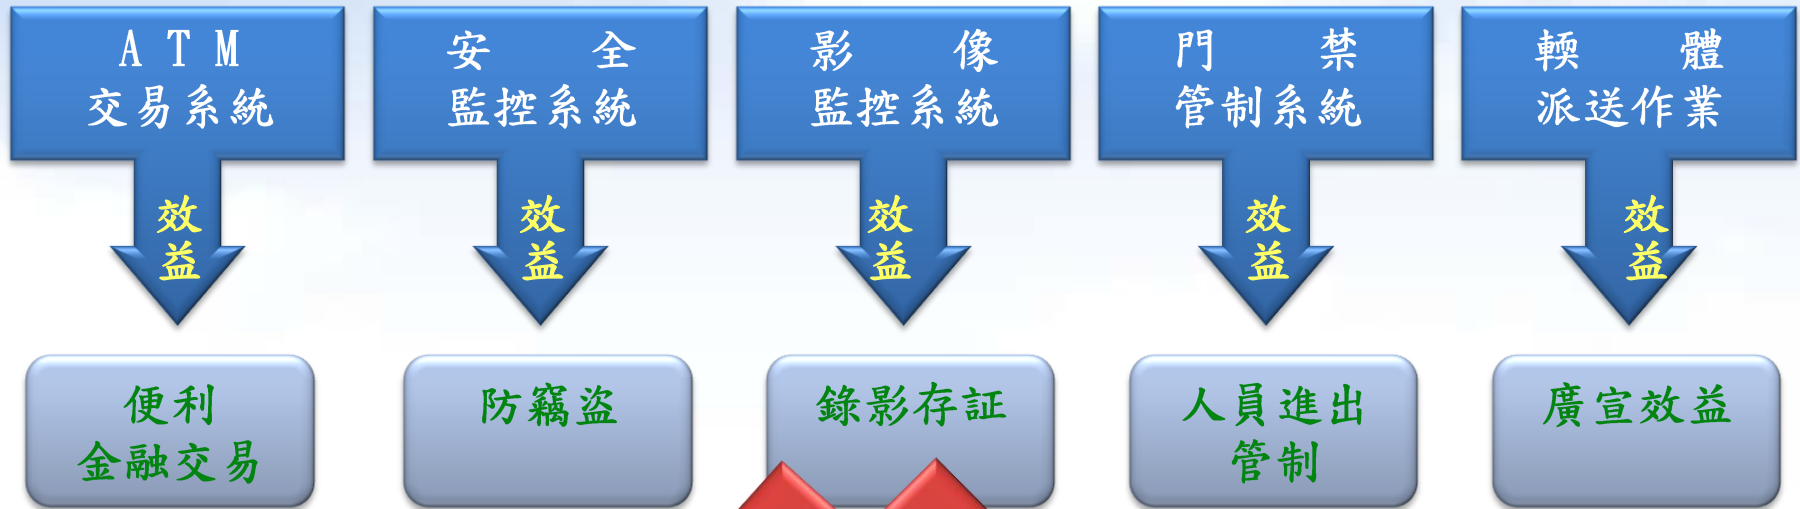 ATM
交易系統
安全
監控系統
影像
監控系統
門禁
管制系統
輭體
派送作業
效
益
效
益
效
益
效
益
效
益
便利
金融交易
防竊盜
錄影存証
人員進出
管制
廣宣效益